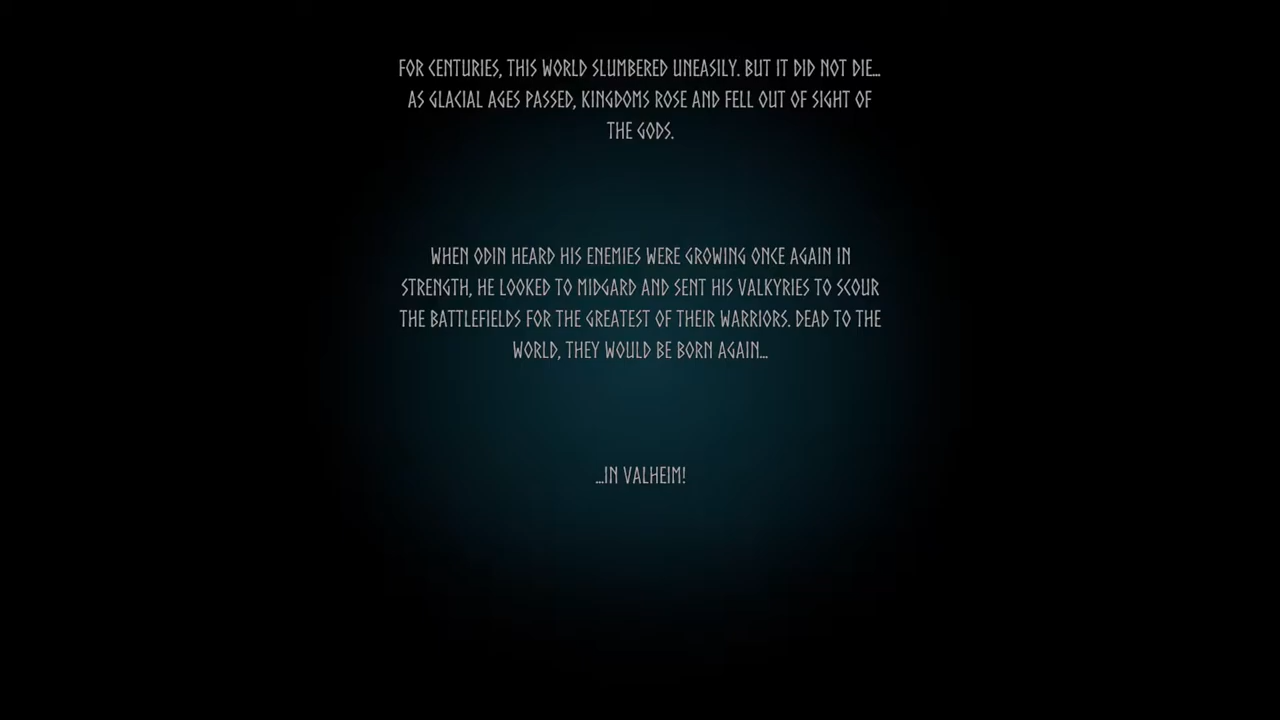 FOR CENTURIES, THIS WORLD SLUMBERED UNEASILY. BUT IT DID NOT DIE...
AS GLACIAL AGES PASSED, KINGDOMS ROSE AND FELL OUT OF SIGHT OF
THE GODS.
WHEN ODIN HEARD HIS ENEMIES WERE GROWING ONCE AGAIN IN
STRENGTH, HE LOOKED TO MIDGARD AND SENT HIS VALKYRIES TO SCOUR
THE BATTLEFIELDS FOR THE GREATEST OF THEIR WARRIORS. DEAD TO THE
WORLD, THEY WOULD BE BORN AGAIN...
...IN VALHEIM!